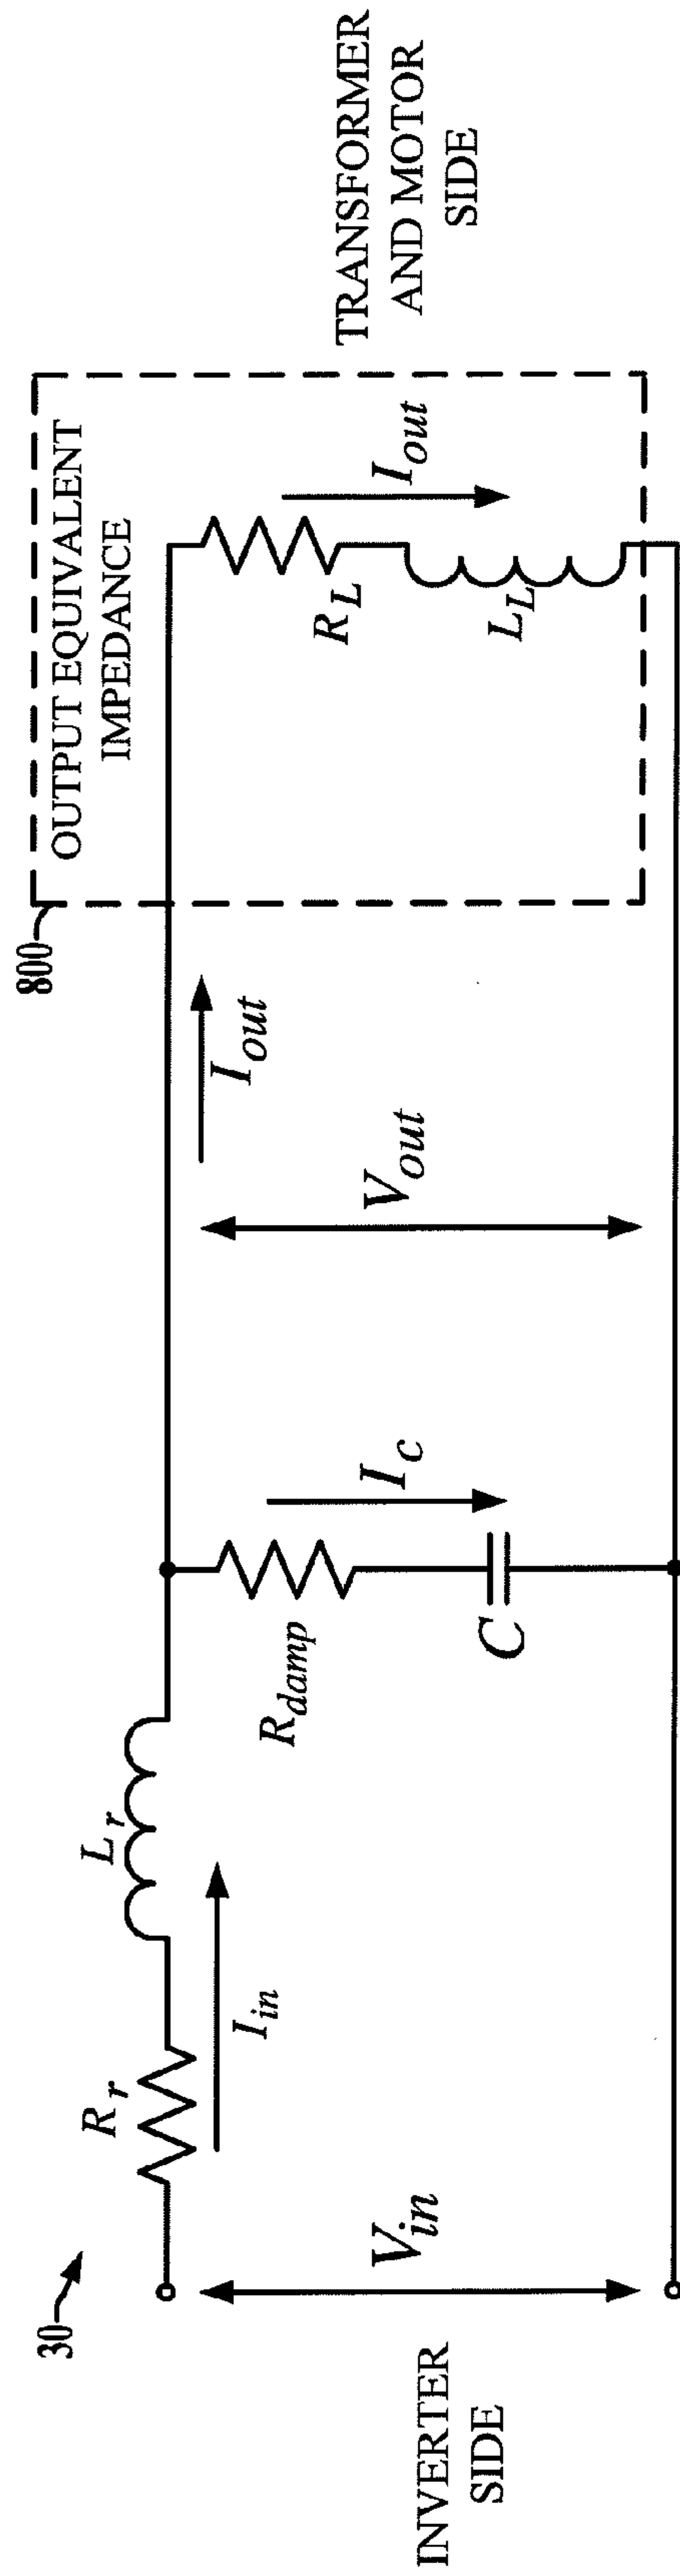 30
INVERTER
SIDE
V_in
R_r
I_in
L_r
R_damp
C
I_c
V_out
I_out
800
OUTPUT EQUIVALENT
IMPEDANCE
R_L
L_L
I_out
TRANSFORMER
AND MOTOR
SIDE